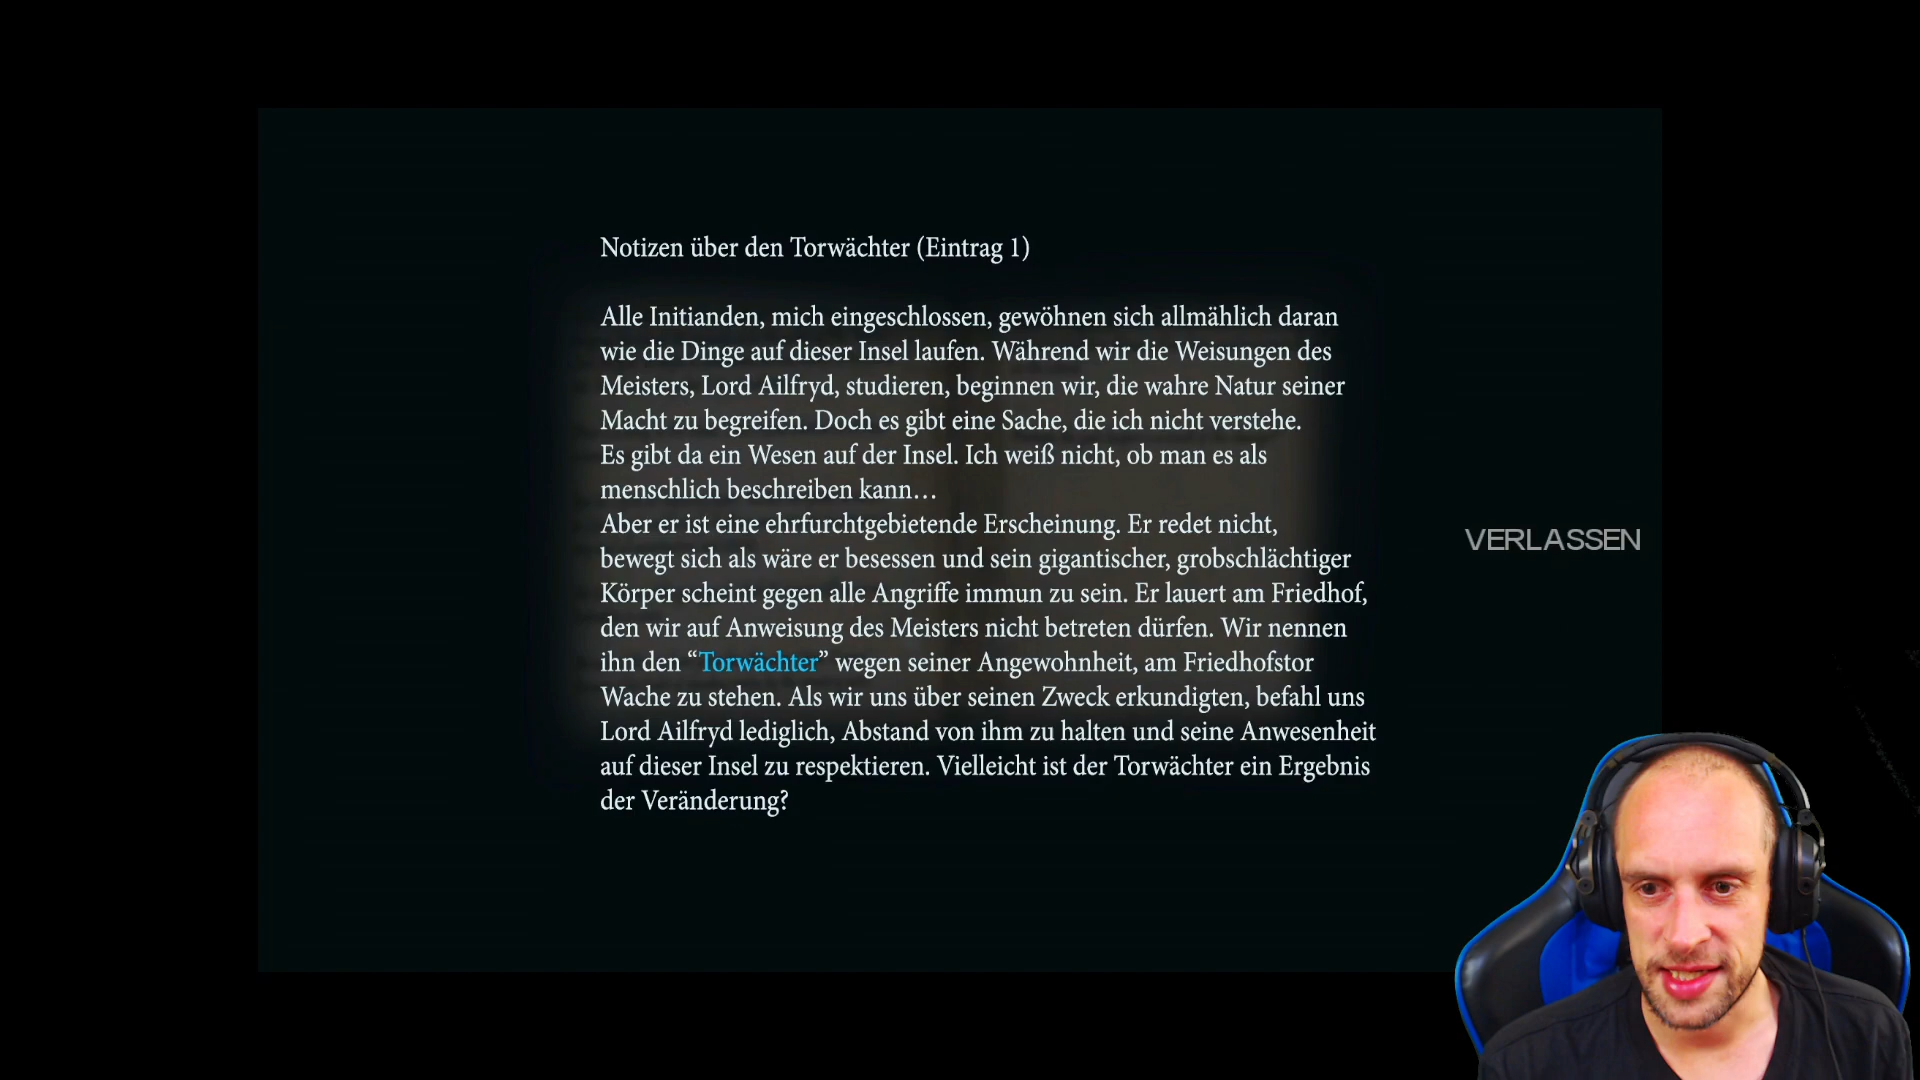 Notizen über den Torwächter (Eintrag 1)
Alle Initianden, mich eingeschlossen, gewöhnen sich allmählich daran
wie die Dinge auf dieser Insel laufen. Während wir die Weisungen des
Meisters, Lord Ailfryd, studieren, beginnen wir, die wahre Natur seiner
Macht zu begreifen. Doch es gibt eine Sache, die ich nicht verstehe.
Es gibt da ein Wesen auf der Insel. Ich weiß nicht, ob man es als
menschlich beschreiben kann…
Aber er ist eine ehrfurchtgebietende Erscheinung. Er redet nicht,
bewegt sich als wäre er besessen und sein gigantischer, grobschlächtiger
Körper scheint gegen alle Angriffe immun zu sein. Er lauert am Friedhof,
den wir auf Anweisung des Meisters nicht betreten dürfen. Wir nennen
ihn den “Torwächter” wegen seiner Angewohnheit, am Friedhofstor
Wache zu stehen. Als wir uns über seinen Zweck erkundigten, befahl uns
Lord Ailfryd lediglich, Abstand von ihm zu halten und seine Anwesenheit
auf dieser Insel zu respektieren. Vielleicht ist der Torwächter ein Ergebnis
der Veränderung?
VERLASSEN